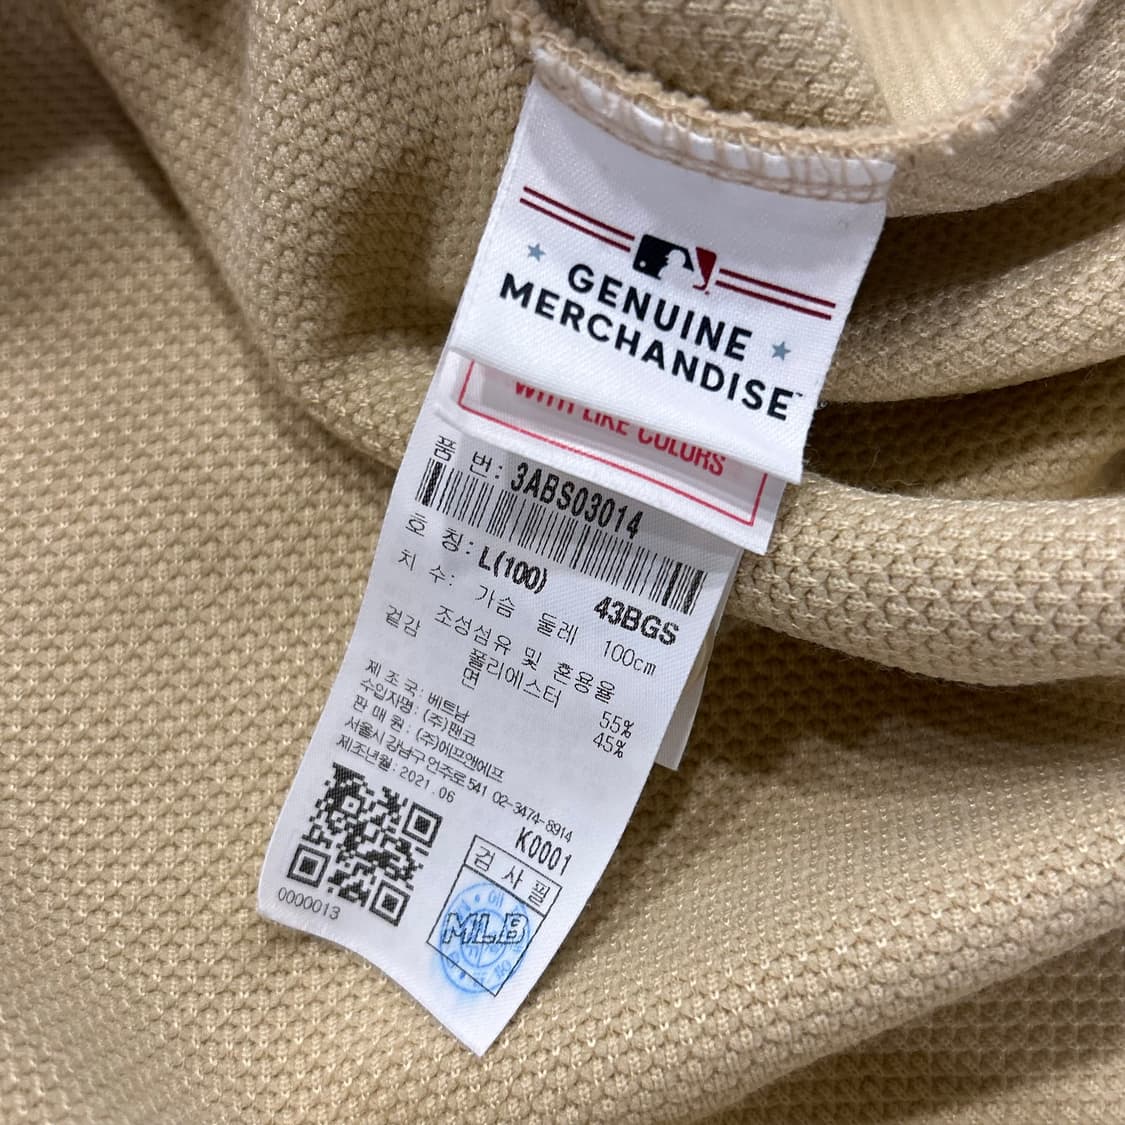 GENUINE
MERCHANDISE™
WITH LIKE COLORS
품 번 : 3ABS03014
호 칭 : L(100) 43BGS
치 수 : 가슴 둘레 100cm
조성섬유 및 혼용율
겉감 폴리에스터 55%
면 45%
제 조 국 : 베트남
수입자명 : (주)팬코
판 매 원 : (주)에프앤에프
서울시 강남구 언주로 541 02-3474-8914
제조년월 : 2021.06
K0001
검 사 필
MLB
0000013